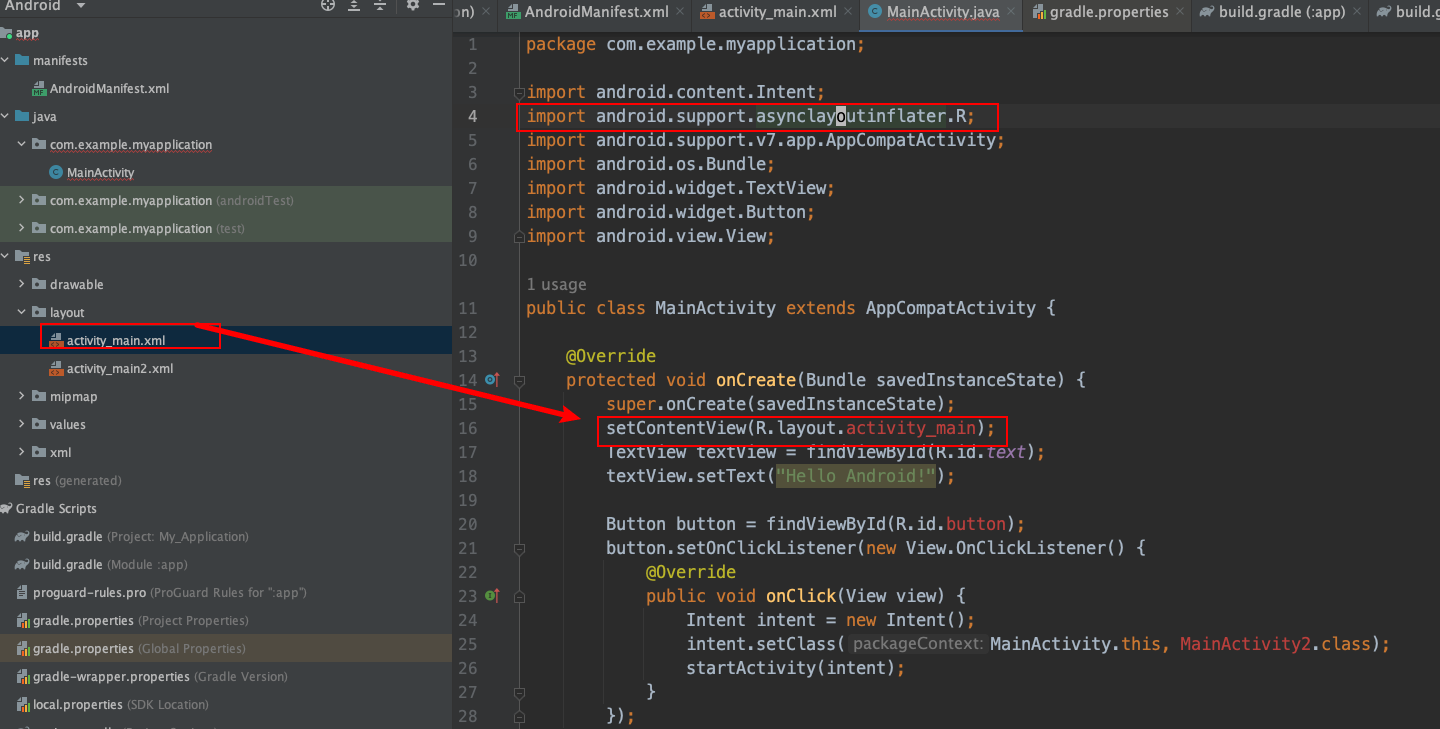 Android
app
manifests
AndroidManifest.xml
java
com.example.myapplication
MainActivity
com.example.myapplication (androidTest)
com.example.myapplication (test)
res
drawable
layout
activity_main.xml
activity_main2.xml
mipmap
values
xml
res (generated)
Gradle Scripts
build.gradle (Project: My_Application)
build.gradle (Module :app)
proguard-rules.pro (ProGuard Rules for ":app")
gradle.properties (Project Properties)
gradle.properties (Global Properties)
gradle-wrapper.properties (Gradle Version)
local.properties (SDK Location)
on) AndroidManifest.xml activity_main.xml MainActivity.java gradle.properties build.gradle (:app) build.g
1 package com.example.myapplication;
2
3 import android.content.Intent;
4 import android.support.asynclayoutinflater.R;
5 import android.support.v7.app.AppCompatActivity;
6 import android.os.Bundle;
7 import android.widget.TextView;
8 import android.widget.Button;
9 import android.view.View;
10
1 usage
11 public class MainActivity extends AppCompatActivity {
12
13 @Override
14 protected void onCreate(Bundle savedInstanceState) {
15 super.onCreate(savedInstanceState);
16 setContentView(R.layout.activity_main);
17 TextView textView = findViewById(R.id.text);
18 textView.setText("Hello Android!");
19
20 Button button = findViewById(R.id.button);
21 button.setOnClickListener(new View.OnClickListener() {
22 @Override
23 public void onClick(View view) {
24 Intent intent = new Intent();
25 intent.setClass( packageContext: MainActivity.this, MainActivity2.class);
26 startActivity(intent);
27 }
28 });